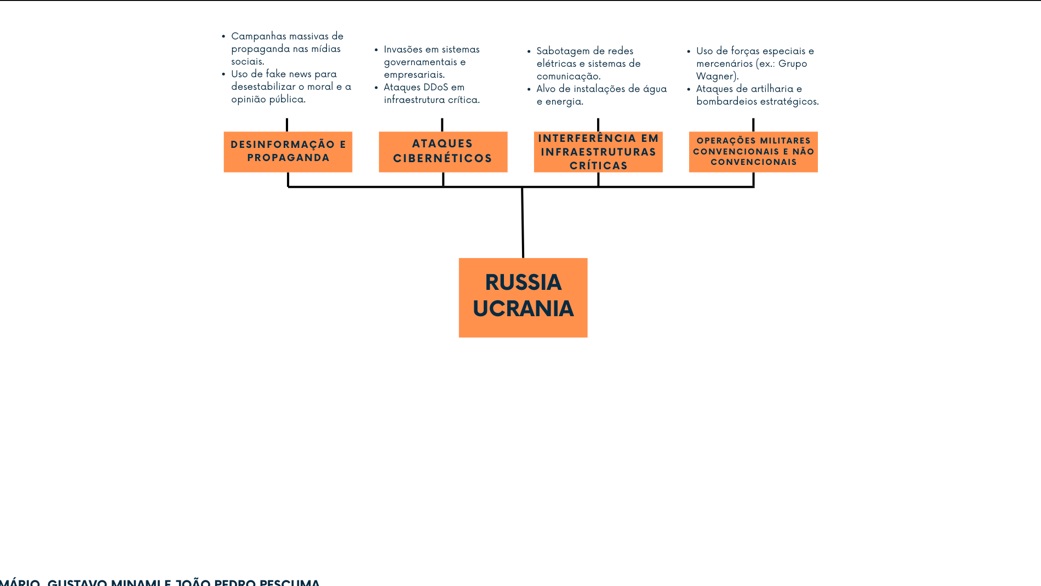 • Campanhas massivas de
propaganda nas mídias
sociais.
• Uso de fake news para
desestabilizar o moral e a
opinião pública.
• Invasões em sistemas
governamentais e
empresariais.
• Ataques DDoS em
infraestrutura crítica.
• Sabotagem de redes
elétricas e sistemas de
comunicação.
• Alvo de instalações de água
e energia.
• Uso de forças especiais e
mercenários (ex.: Grupo
Wagner).
• Ataques de artilharia e
bombardeios estratégicos.
DESINFORMAÇÃO E
PROPAGANDA
ATAQUES
CIBERNÉTICOS
INTERFERÊNCIA EM
INFRAESTRUTURAS
CRÍTICAS
OPERAÇÕES MILITARES
CONVENCIONAIS E NÃO
CONVENCIONAIS
RUSSIA
UCRANIA
MÁRIO, GUSTAVO MINAMI E JOÃO PEDRO PESCUMA